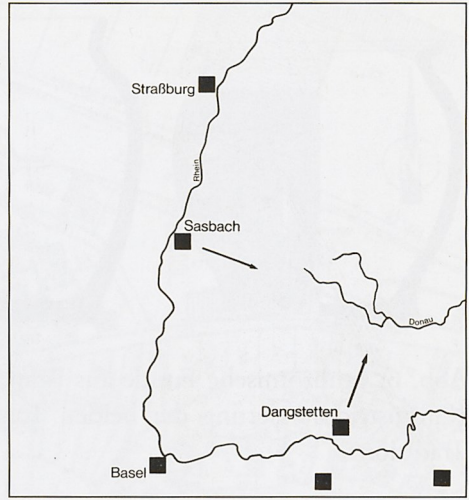 Straßburg
Rhein
Sasbach
Donau
Dangstetten
Basel